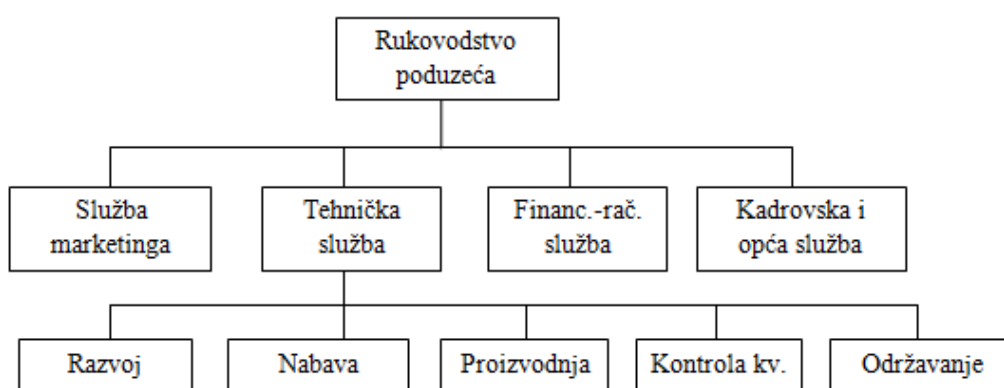 Rukovodstvo
poduzeća
Služba
marketinga
Tehnička
služba
Financ.-rač.
služba
Kadrovska i
opća služba
Razvoj
Nabava
Proizvodnja
Kontrola kv.
Održavanje